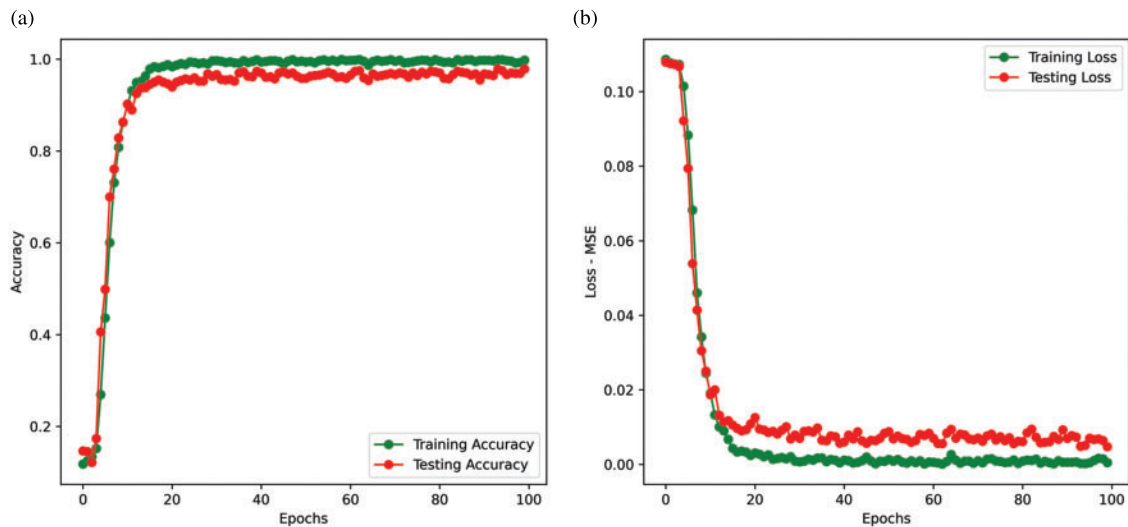 (a)
1.0
0.8
0.6
0.4
0.2
Accuracy
0 20 40 60 80 100
Epochs
Training Accuracy
Testing Accuracy
(b)
0.10
0.08
0.06
0.04
0.02
0.00
Loss - MSE
0 20 40 60 80 100
Epochs
Training Loss
Testing Loss